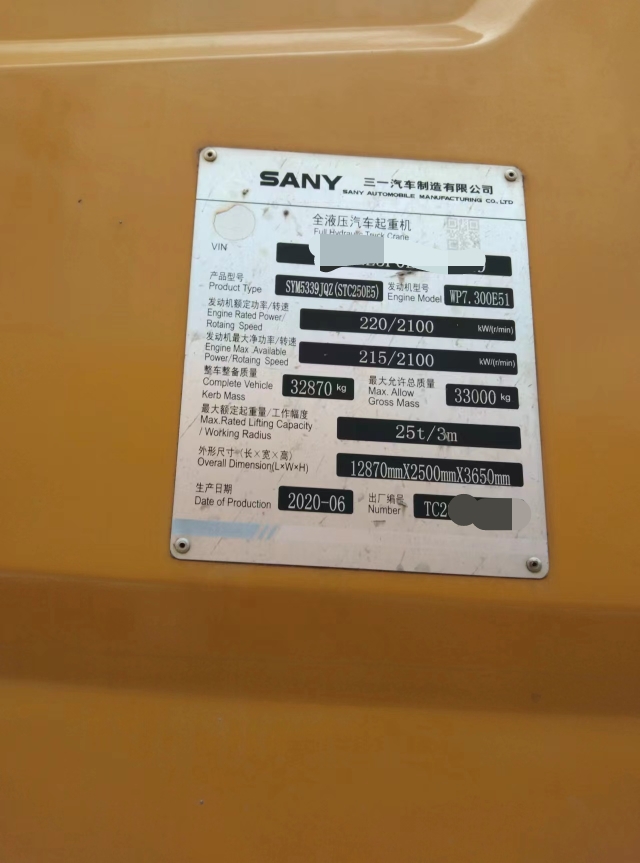 SANY 三一汽车制造有限公司
SANY AUTOMOBILE MANUFACTURING CO., LTD
全液压汽车起重机
Full Hydraulic Truck Crane
VIN
产品型号 发动机型号
Product Type SYM5339JQZ(STC250E5) Engine Model WP7.300E51
发动机额定功率/转速
Engine Rated Power/ 220/2100 kW/(r/min)
Rotaing Speed
发动机最大净功率/转速
Engine Max .Available 215/2100 kW/(r/min)
Power/Rotaing Speed
整车整备质量 最大允许总质量
Complete Vehicle 32870 kg Max. Allow 33000 kg
Kerb Mass Gross Mass
最大额定起重量/工作幅度
Max.Rated Lifting Capacity 25t/3m
/ Working Radius
外形尺寸(长×宽×高)
Overall Dimension(L×W×H) 12870mmX2500mmX3650mm
生产日期 出厂编号
Date of Production 2020-06 Number TC2